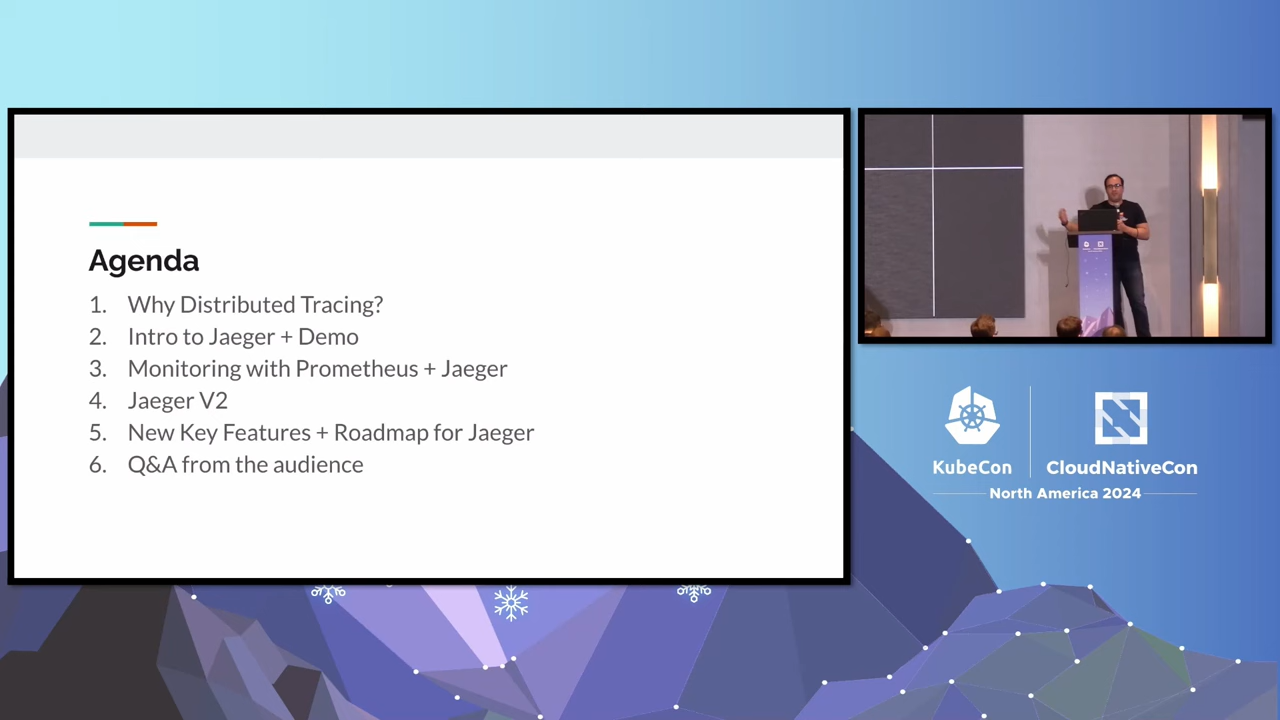 Agenda
1. Why Distributed Tracing?
2. Intro to Jaeger + Demo
3. Monitoring with Prometheus + Jaeger
4. Jaeger V2
5. New Key Features + Roadmap for Jaeger
6. Q&A from the audience
KubeCon
CloudNativeCon
North America 2024